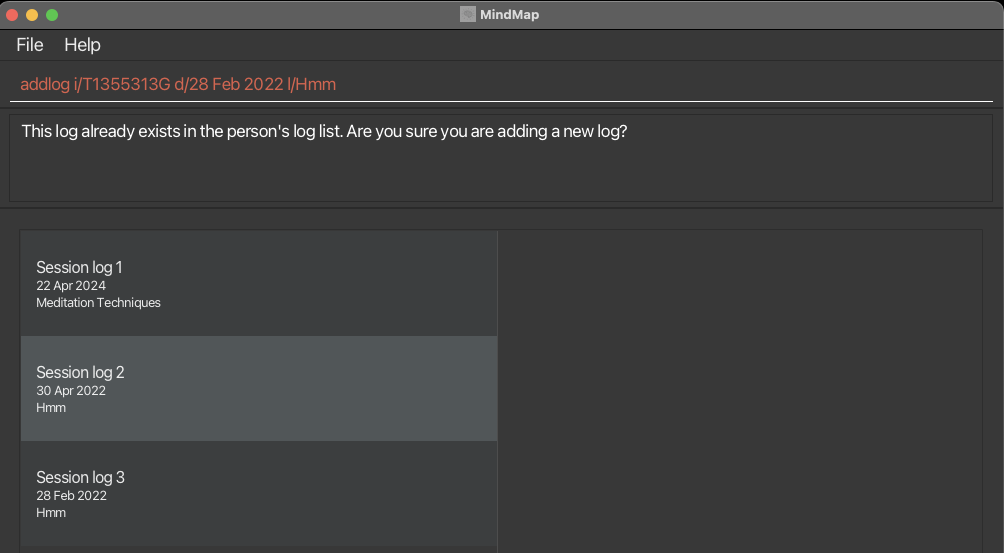 MindMap
File Help
addlog i/T1355313G d/28 Feb 2022 l/Hmm
This log already exists in the person's log list. Are you sure you are adding a new log?
Session log 1
22 Apr 2024
Meditation Techniques
Session log 2
30 Apr 2022
Hmm
Session log 3
28 Feb 2022
Hmm